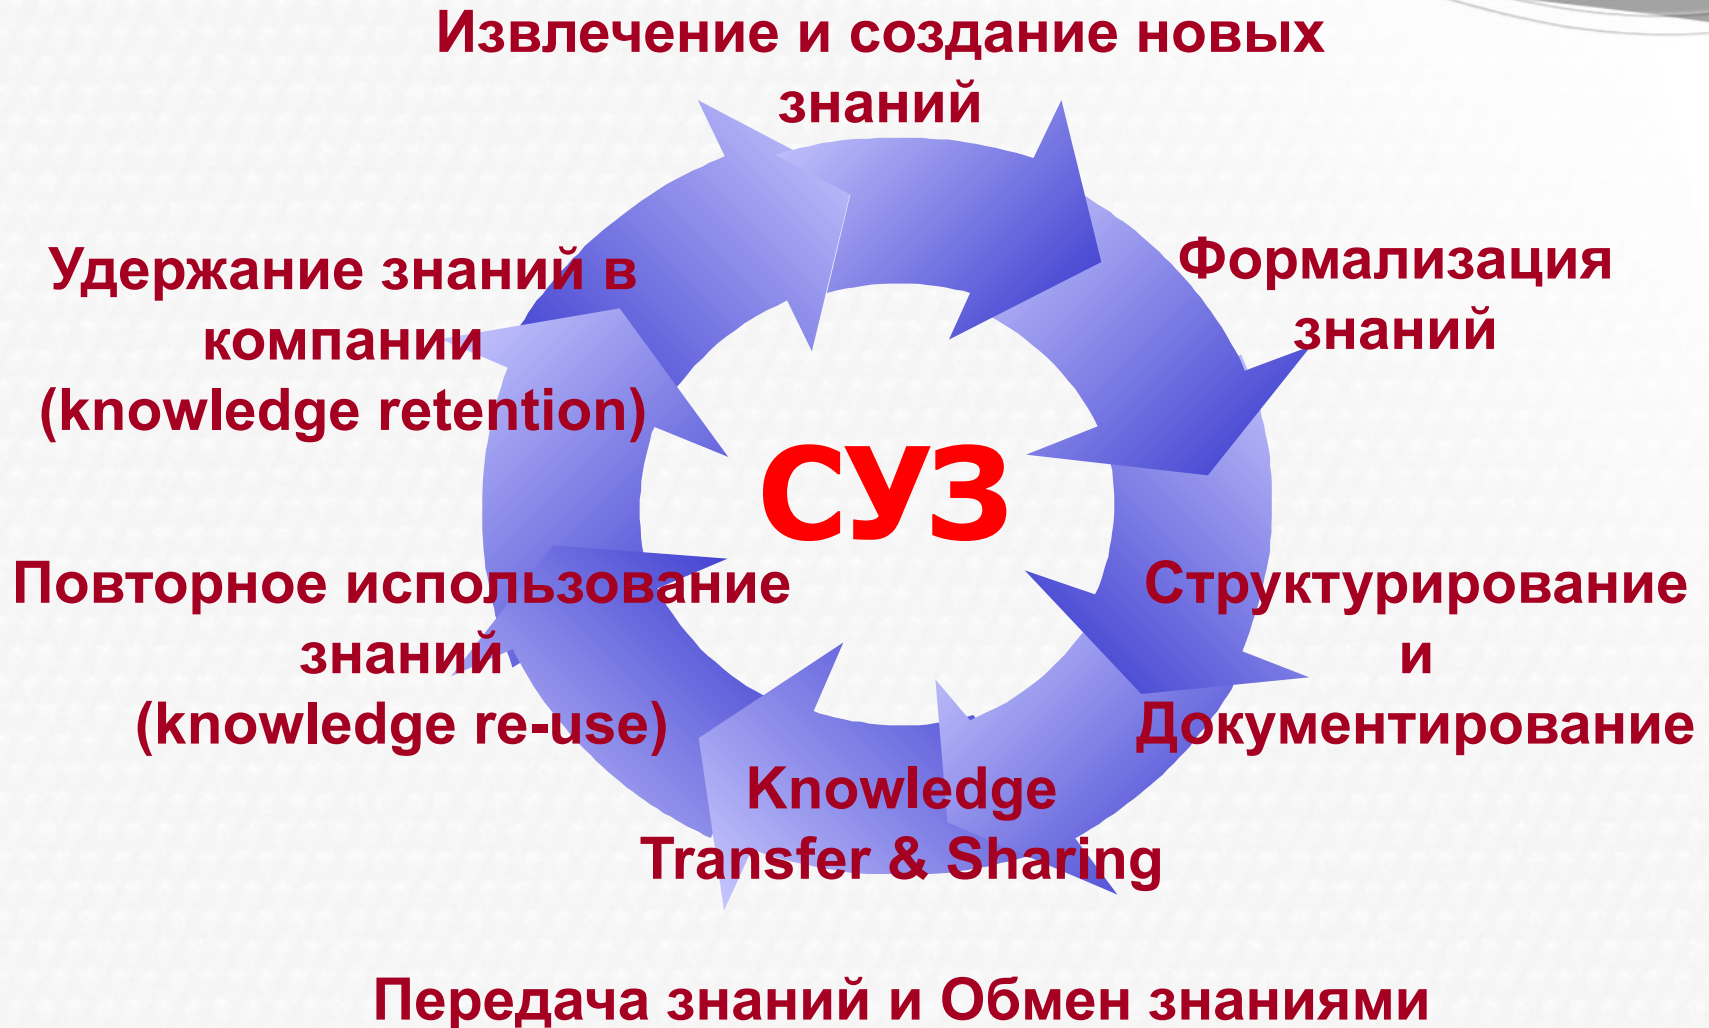 Извлечение и создание новых
знаний
Формализация
знаний
Структурирование
и
Документирование
Knowledge
Transfer & Sharing
Передача знаний и Обмен знаниями
Повторное использование
знаний
(knowledge re-use)
Удержание знаний в
компании
(knowledge retention)
СУЗ